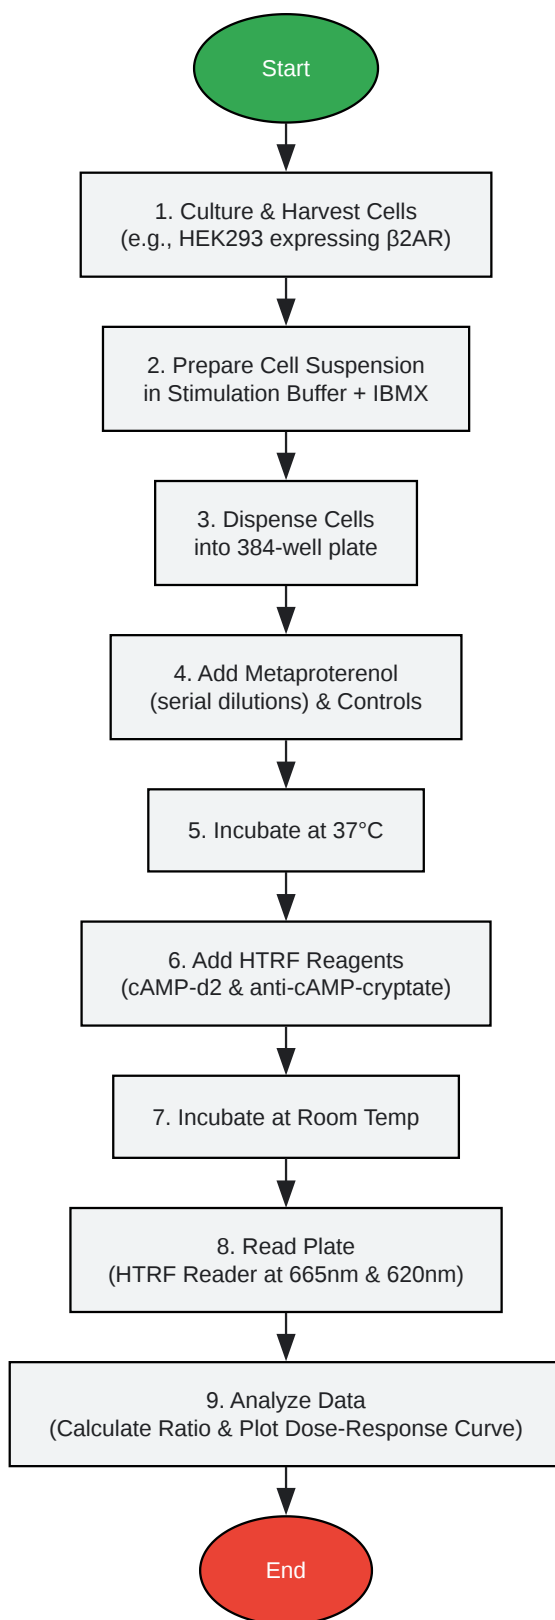 Start
1. Culture & Harvest Cells
(e.g., HEK293 expressing β2AR)
2. Prepare Cell Suspension
in Stimulation Buffer + IBMX
3. Dispense Cells
into 384-well plate
4. Add Metaproterenol
(serial dilutions) & Controls
5. Incubate at 37°C
6. Add HTRF Reagents
(cAMP-d2 & anti-cAMP-cryptate)
7. Incubate at Room Temp
8. Read Plate
(HTRF Reader at 665nm & 620nm)
9. Analyze Data
(Calculate Ratio & Plot Dose-Response Curve)
End